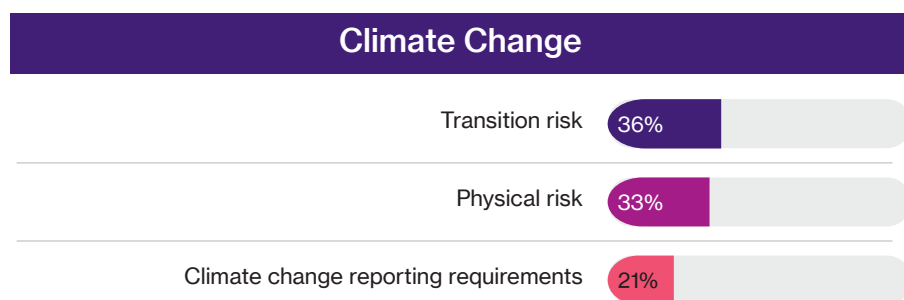 Climate Change
Transition risk 36%
Physical risk 33%
Climate change reporting requirements 21%